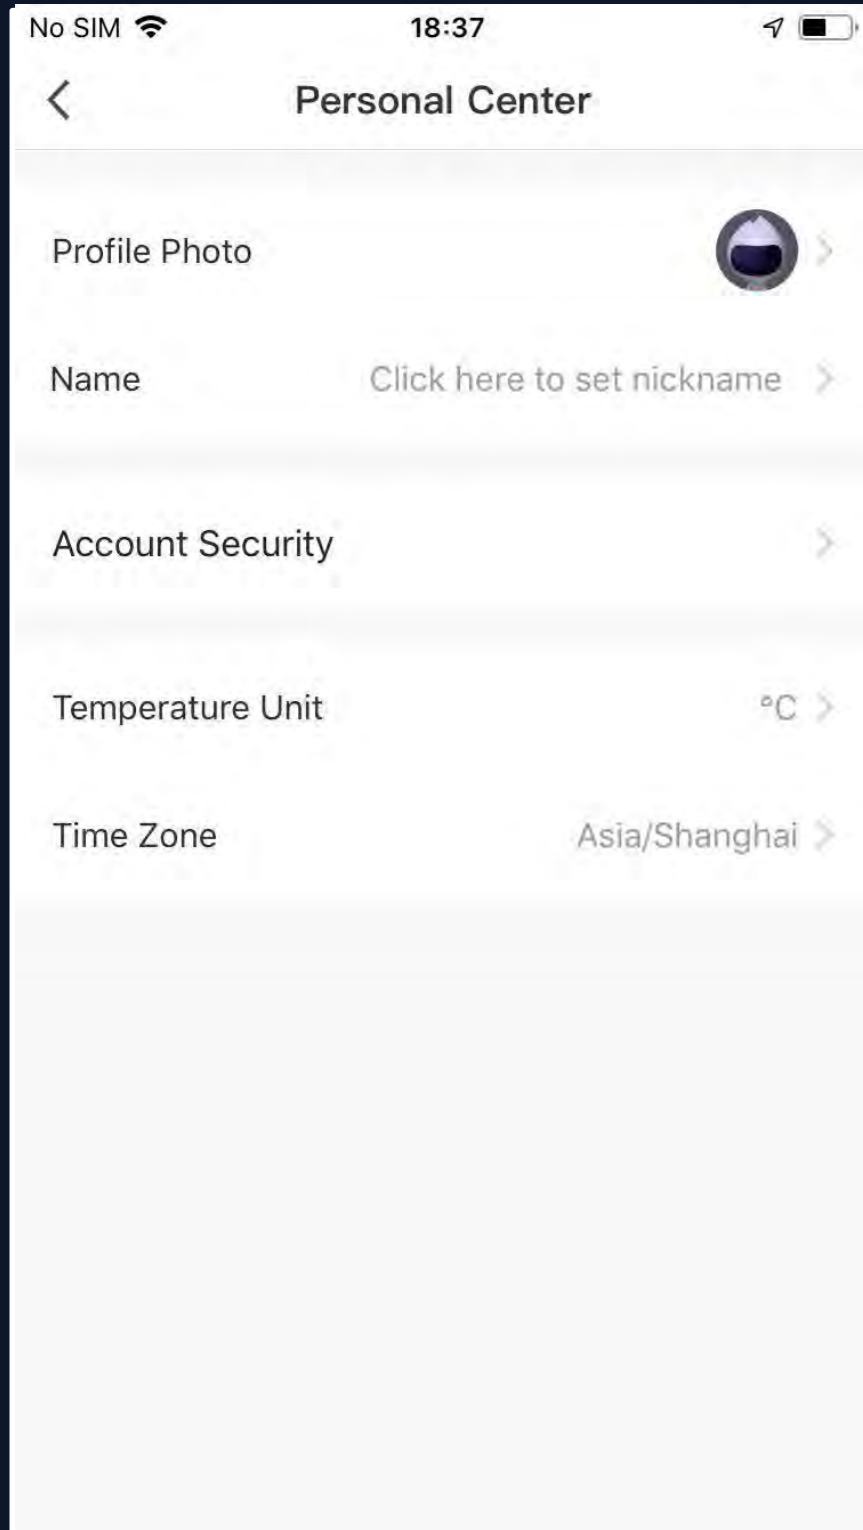 No SIM 18:37
Personal Center
Profile Photo
Name Click here to set nickname
Account Security
Temperature Unit °C
Time Zone Asia/Shanghai